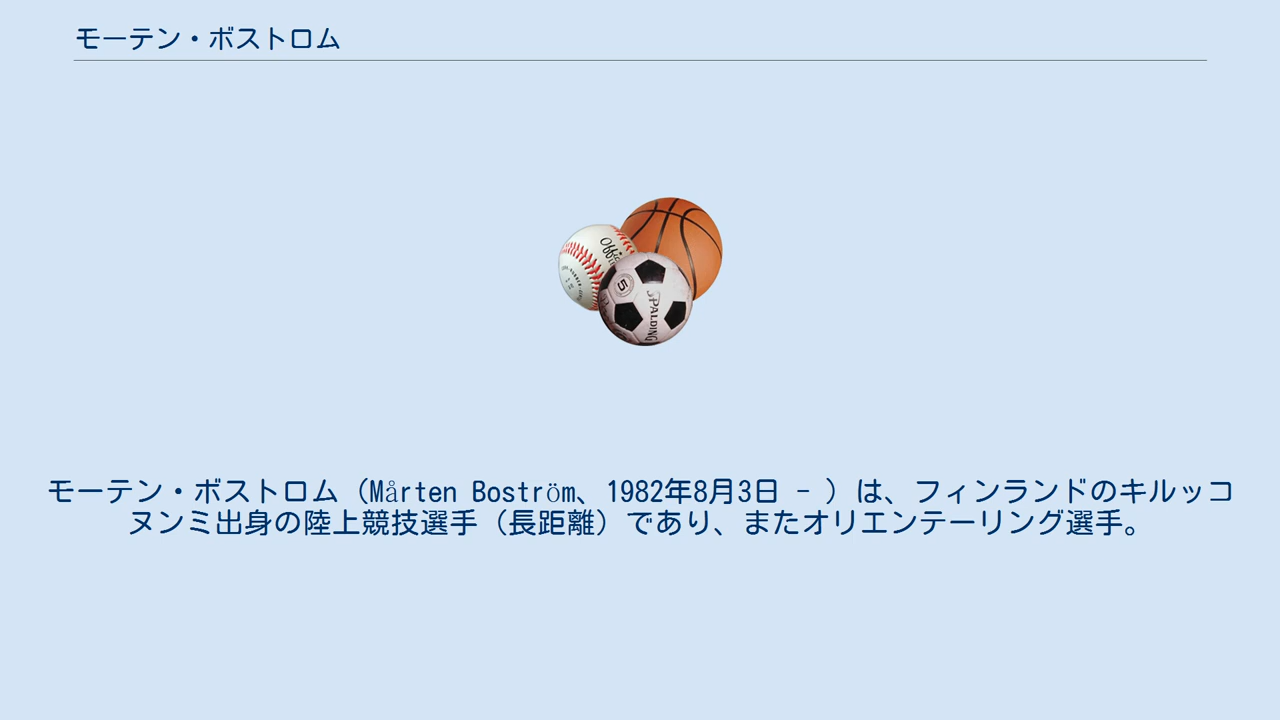 モーテン・ボストロム
Offic
5
SPALDING
モーテン・ボストロム（Mårten Boström、1982年8月3日 - ）は、フィンランドのキルッコ
ヌンミ出身の陸上競技選手（長距離）であり、またオリエンテーリング選手。